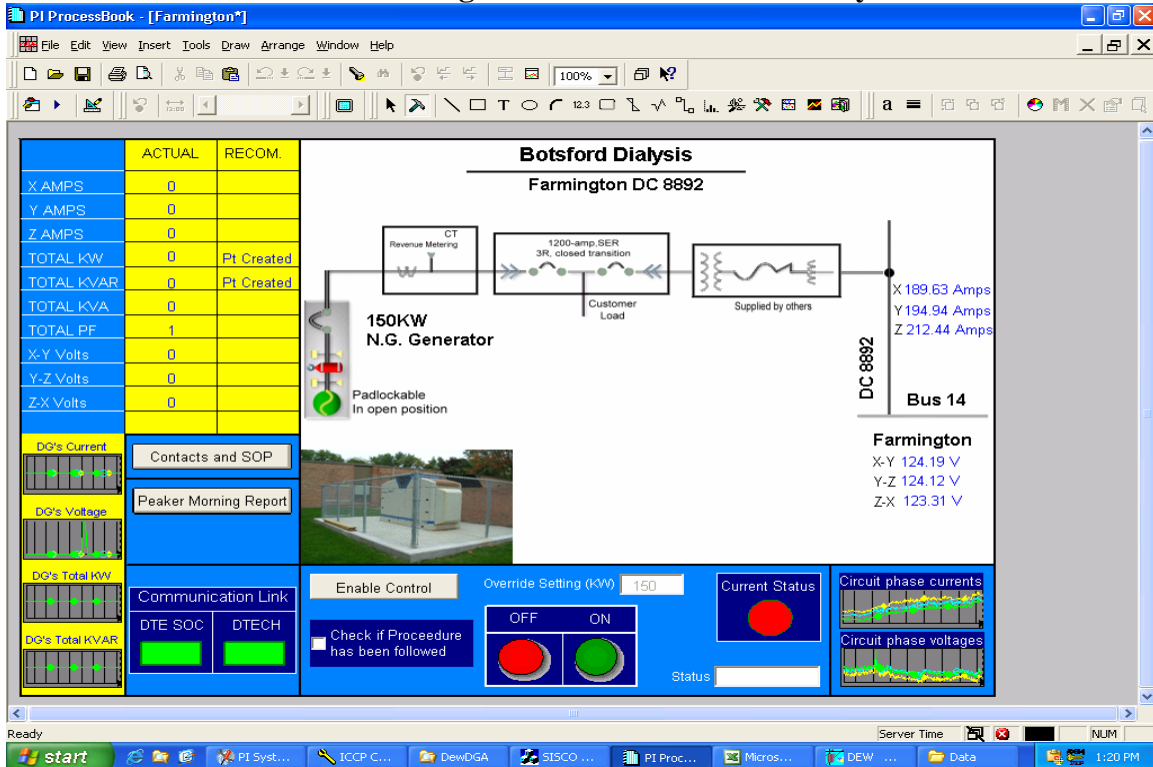 PI ProcessBook - [Farmington*]
File Edit View Insert Tools Draw Arrange Window Help
100%
ACTUAL RECOM.
X AMPS 0
Y AMPS 0
Z AMPS 0
TOTAL KW 0 Pt Created
TOTAL KVAR 0 Pt Created
TOTAL KVA 0
TOTAL PF 1
X-Y Volts 0
Y-Z Volts 0
Z-X Volts 0
Botsford Dialysis
Farmington DC 8892
CT
Revenue Metering
1200-amp,SER
3R, closed transition
Customer
Load
Supplied by others
150KW
N.G. Generator
Padlockable
In open position
X 189.63 Amps
Y 194.94 Amps
Z 212.44 Amps
DC 8892
Bus 14
Farmington
X-Y 124.19 V
Y-Z 124.12 V
Z-X 123.31 V
DG's Current
DG's Voltage
DG's Total KW
DG's Total KVAR
Contacts and SOP
Peaker Morning Report
Communication Link
DTE SOC DTECH
Enable Control
Check if Proceedure
has been followed
Override Setting (KW) 150
OFF ON
Current Status
Status
Circuit phase currents
Circuit phase voltages
Ready
Server Time
NUM
start
PI Syst...
ICCP C...
DewDGA
SISCO ...
PI Proc...
Micros...
DEW ...
Data
1:20 PM